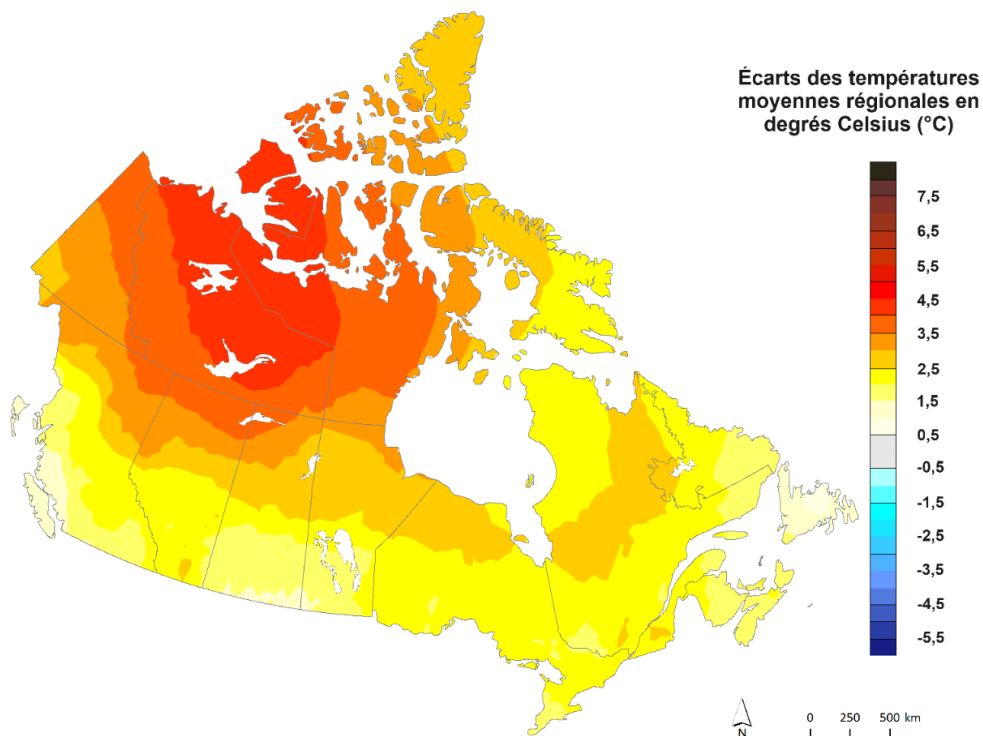 Écarts des températures
moyennes régionales en
degrés Celsius (°C)
7,5
6,5
5,5
4,5
3,5
2,5
1,5
0,5
-0,5
-1,5
-2,5
-3,5
-4,5
-5,5
N
0 250 500 km